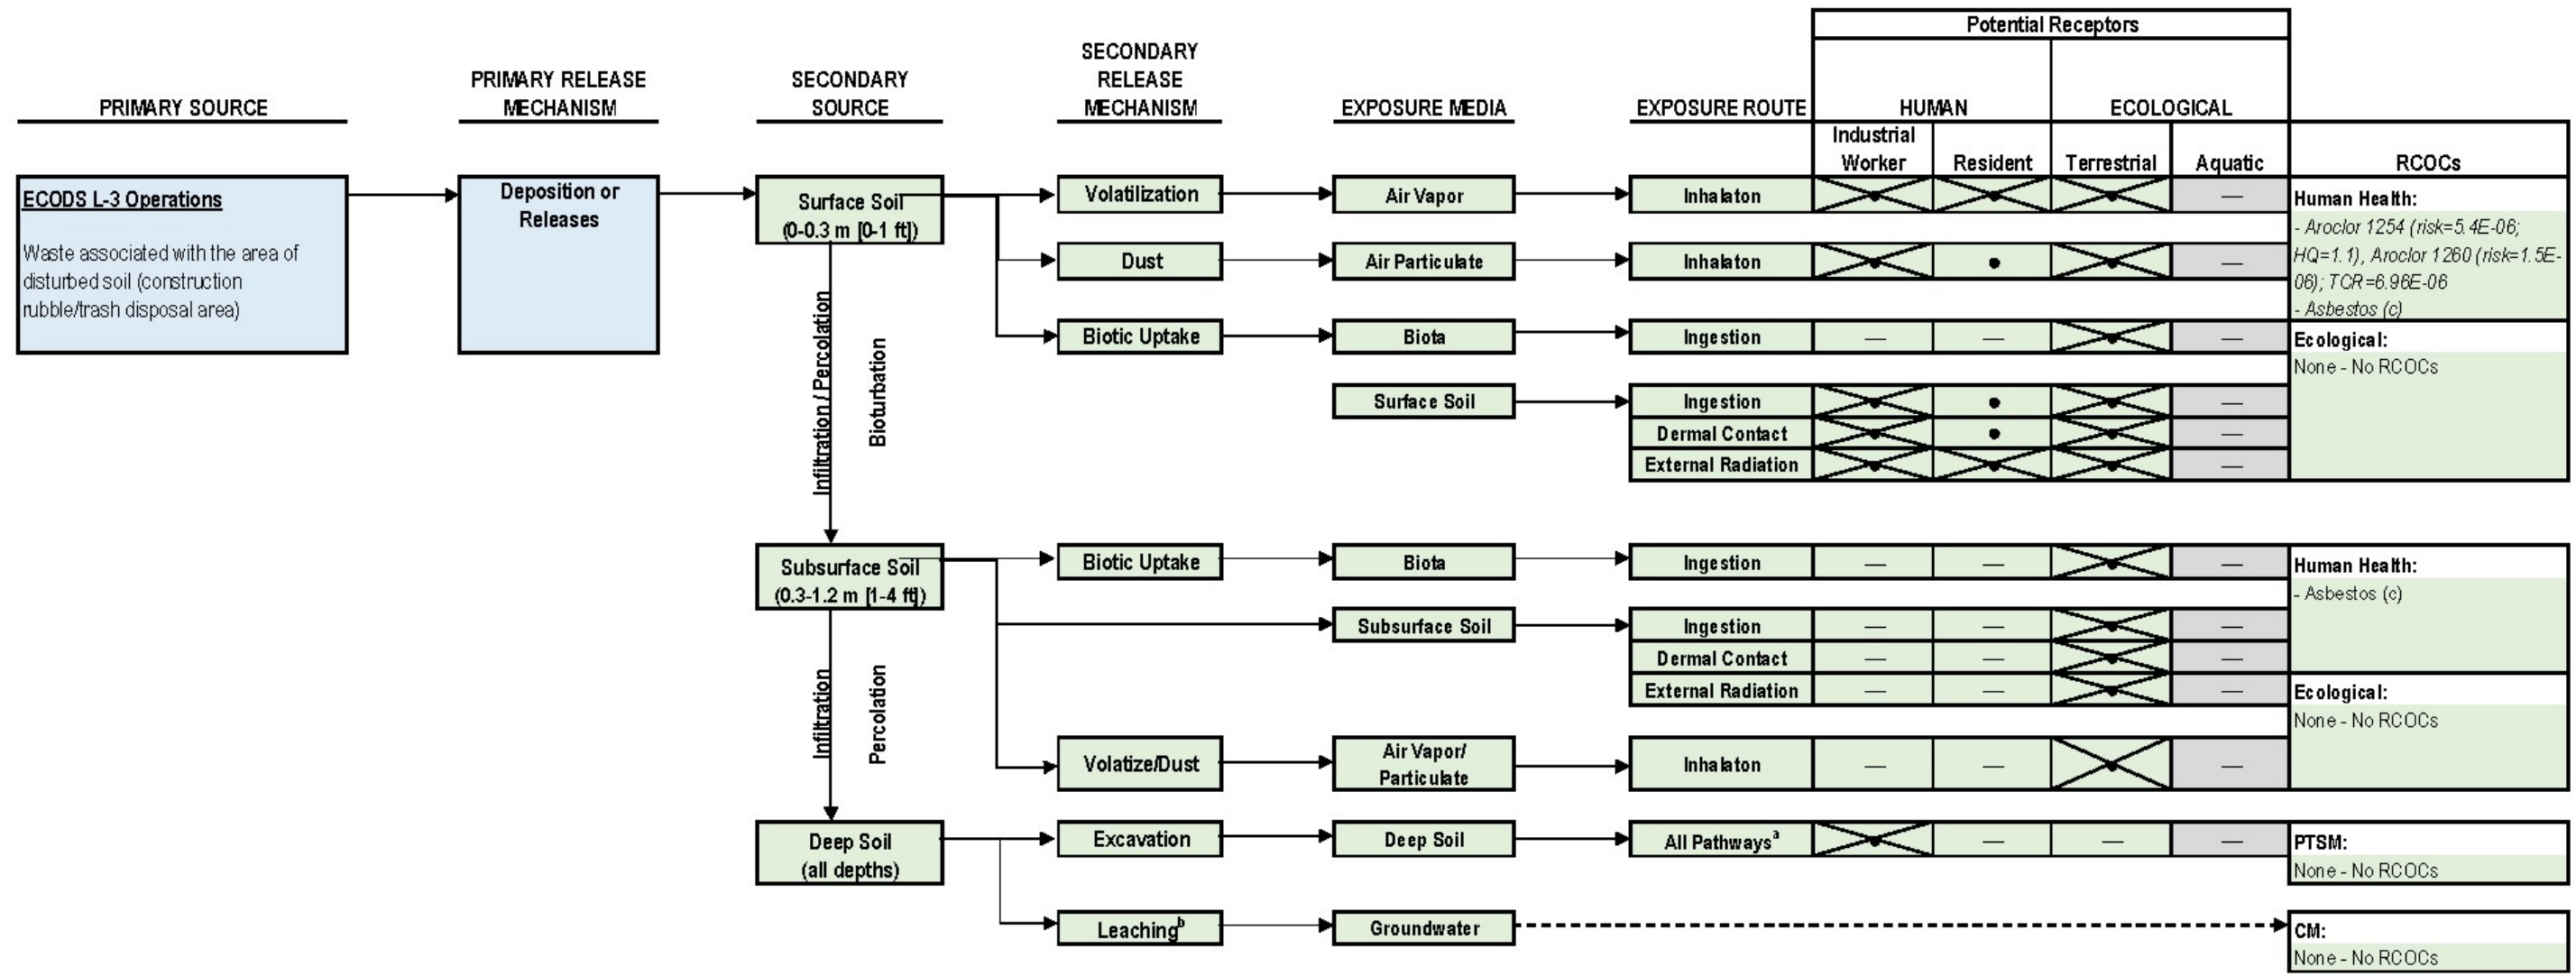 Potential Receptors
PRIMARY SOURCE
PRIMARY RELEASE
MECHANISM
SECONDARY
SOURCE
SECONDARY
RELEASE
MECHANISM
EXPOSURE MEDIA
EXPOSURE ROUTE
HUMAN
ECOLOGICAL
Industrial
Worker
Resident
Terrestrial
Aquatic
RCOCs
ECODS L-3 Operations
Waste associated with the area of
disturbed soil (construction
rubble/trash disposal area)
Deposition or
Releases
Surface Soil
(0-0.3 m [0-1 ft])
Volatilization
Air Vapor
Inhalaton
—
Dust
Air Particulate
Inhalaton
•
—
Biotic Uptake
Biota
Ingestion
—
—
—
Surface Soil
Ingestion
•
—
Dermal Contact
•
—
External Radiation
—
Human Health:
- Aroclor 1254 (risk=5.4E-06;
HQ=1.1), Aroclor 1260 (risk=1.5E-
06); TCR=6.96E-06
- Asbestos (c)
Ecological:
None - No RCOCs
Infiltration / Percolation
Bioturbation
Subsurface Soil
(0.3-1.2 m [1-4 ft])
Biotic Uptake
Biota
Ingestion
—
—
—
Subsurface Soil
Ingestion
—
—
—
Dermal Contact
—
—
—
External Radiation
—
—
—
Volatize/Dust
Air Vapor/
Particulate
Inhalaton
—
—
—
Human Health:
- Asbestos (c)
Ecological:
None - No RCOCs
Infiltration
Percolation
Deep Soil
(all depths)
Excavation
Deep Soil
All Pathways^a
—
—
—
PTSM:
None - No RCOCs
Leaching^b
Groundwater
CM:
None - No RCOCs